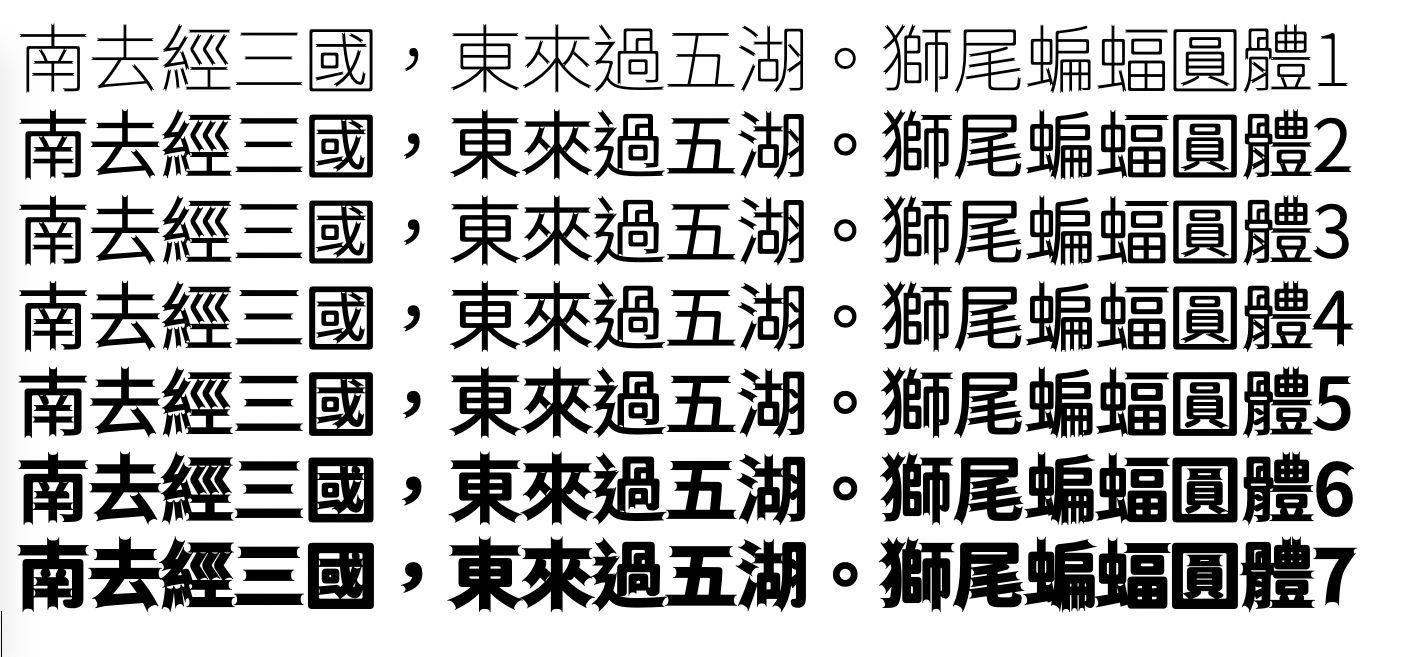 南去經三國，東來過五湖。獅尾蝙蝠圓體1
南去經三國，東來過五湖。獅尾蝙蝠圓體2
南去經三國，東來過五湖。獅尾蝙蝠圓體3
南去經三國，東來過五湖。獅尾蝙蝠圓體4
南去經三國，東來過五湖。獅尾蝙蝠圓體5
南去經三國，東來過五湖。獅尾蝙蝠圓體6
南去經三國，東來過五湖。獅尾蝙蝠圓體7